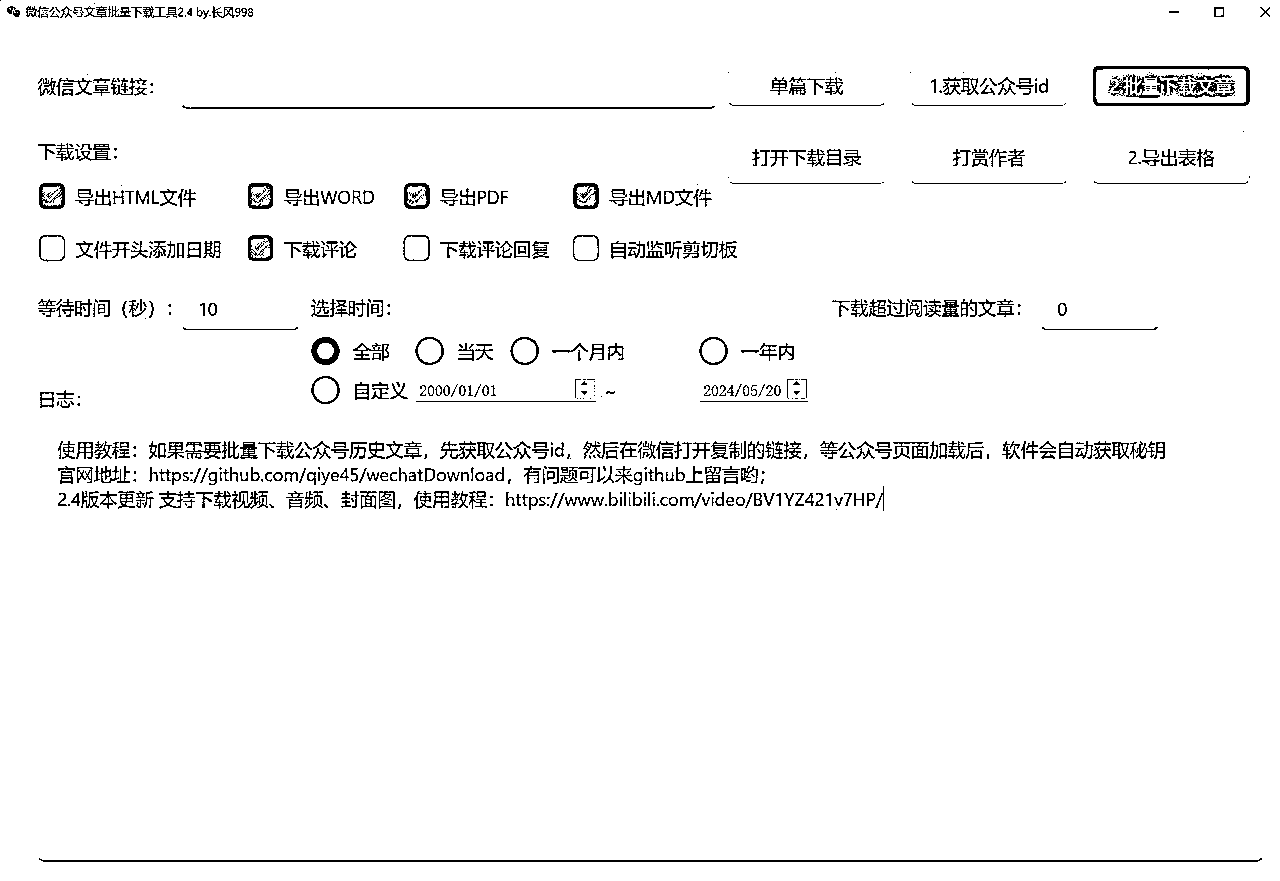 微信公众号文章批量下载工具2.4 by.长风998
微信文章链接：
单篇下载
1.获取公众号id
2.批量下载文章
下载设置：
打开下载目录
打赏作者
2.导出表格
导出HTML文件
导出WORD
导出PDF
导出MD文件
文件开头添加日期
下载评论
下载评论回复
自动监听剪切板
等待时间（秒）：
10
选择时间：
下载超过阅读量的文章：
0
全部
当天
一个月内
一年内
自定义
2000/01/01
~
2024/05/20
日志：
使用教程：如果需要批量下载公众号历史文章，先获取公众号id，然后在微信打开复制的链接，等公众号页面加载后，软件会自动获取秘钥
官网地址：https://github.com/qiye45/wechatDownload，有问题可以来github上留言哟；
2.4版本更新 支持下载视频、音频、封面图，使用教程：https://www.bilibili.com/video/BV1YZ421v7HP/